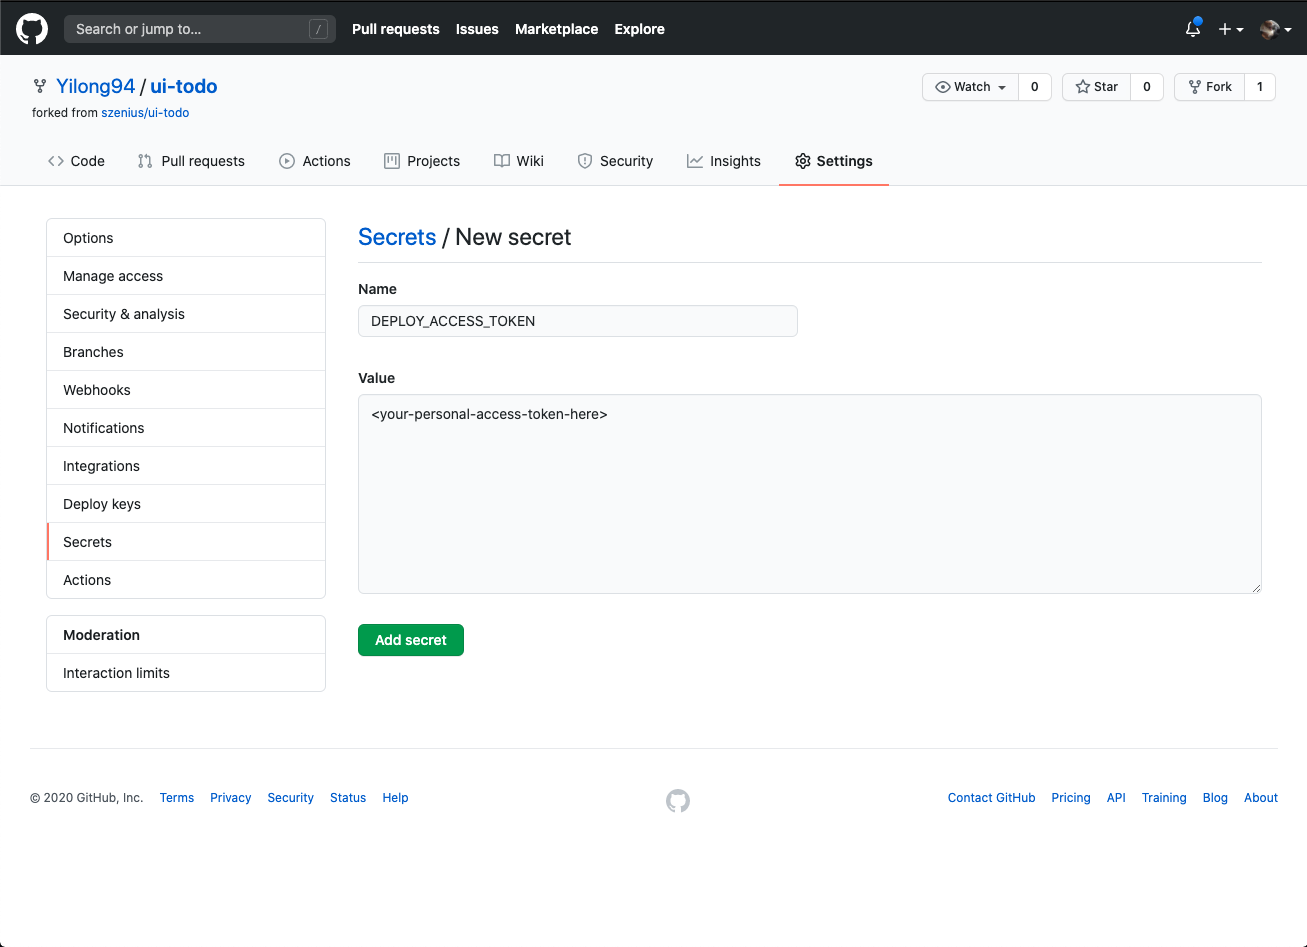 Search or jump to... /
Pull requests Issues Marketplace Explore
Yilong94 / ui-todo
forked from szenius/ui-todo
Watch 0 Star 0 Fork 1
Code Pull requests Actions Projects Wiki Security Insights Settings
Options
Manage access
Security & analysis
Branches
Webhooks
Notifications
Integrations
Deploy keys
Secrets
Actions
Moderation
Interaction limits
Secrets / New secret
Name
DEPLOY_ACCESS_TOKEN
Value
<your-personal-access-token-here>
Add secret
© 2020 GitHub, Inc. Terms Privacy Security Status Help
Contact GitHub Pricing API Training Blog About